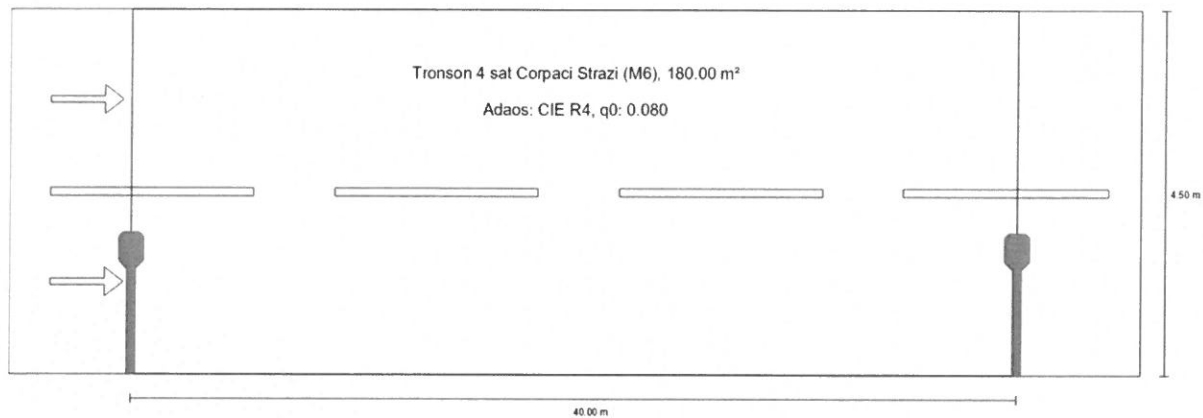 Tronson 4 sat Corpaci Strazi (M6), 180.00 m²
Adaos: CIE R4, q0: 0.080
4.50 m
40.00 m